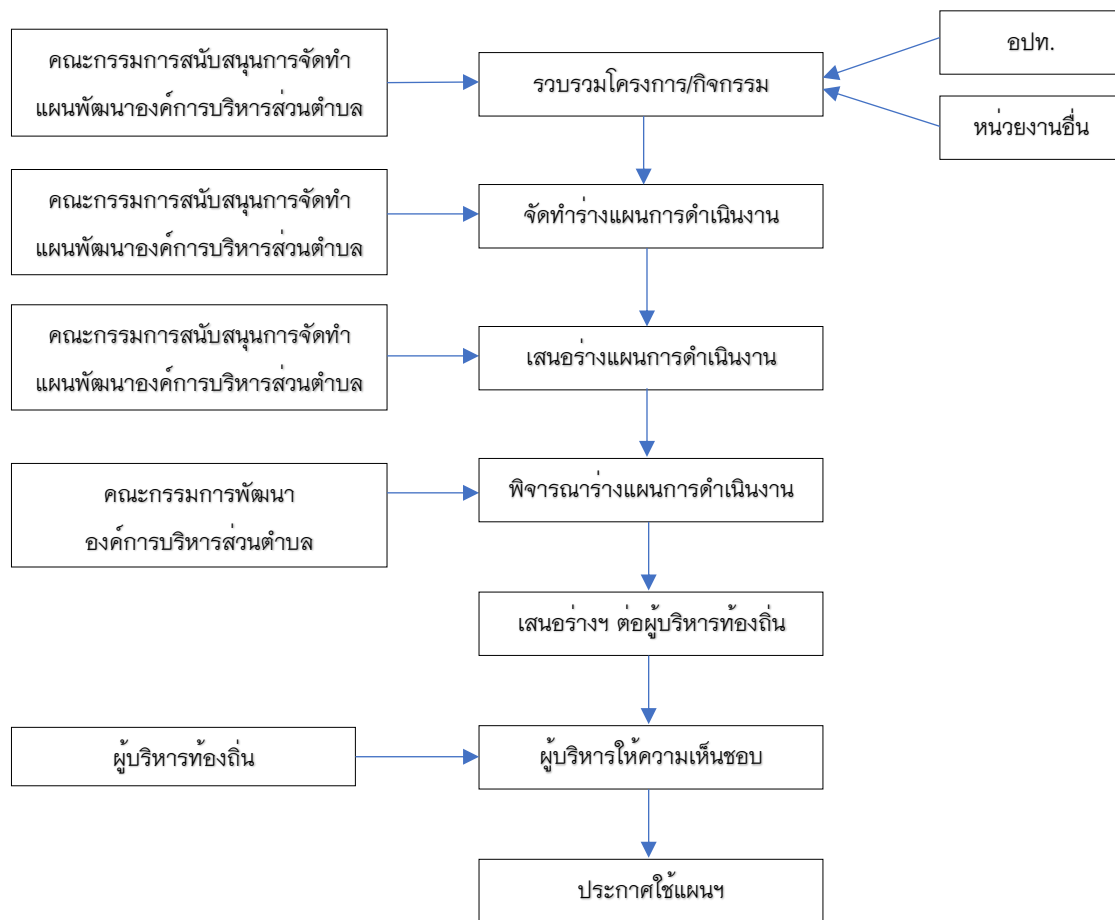 คณะกรรมการสนับสนุนการจัดทำ
แผนพัฒนาองค์การบริหารส่วนตำบล
รวบรวมโครงการ/กิจกรรม
อปท.
หน่วยงานอื่น
คณะกรรมการสนับสนุนการจัดทำ
แผนพัฒนาองค์การบริหารส่วนตำบล
จัดทำร่างแผนการดำเนินงาน
คณะกรรมการสนับสนุนการจัดทำ
แผนพัฒนาองค์การบริหารส่วนตำบล
เสนอร่างแผนการดำเนินงาน
คณะกรรมการพัฒนา
องค์การบริหารส่วนตำบล
พิจารณาร่างแผนการดำเนินงาน
เสนอร่างฯ ต่อผู้บริหารท้องถิ่น
ผู้บริหารท้องถิ่น
ผู้บริหารให้ความเห็นชอบ
ประกาศใช้แผนฯ